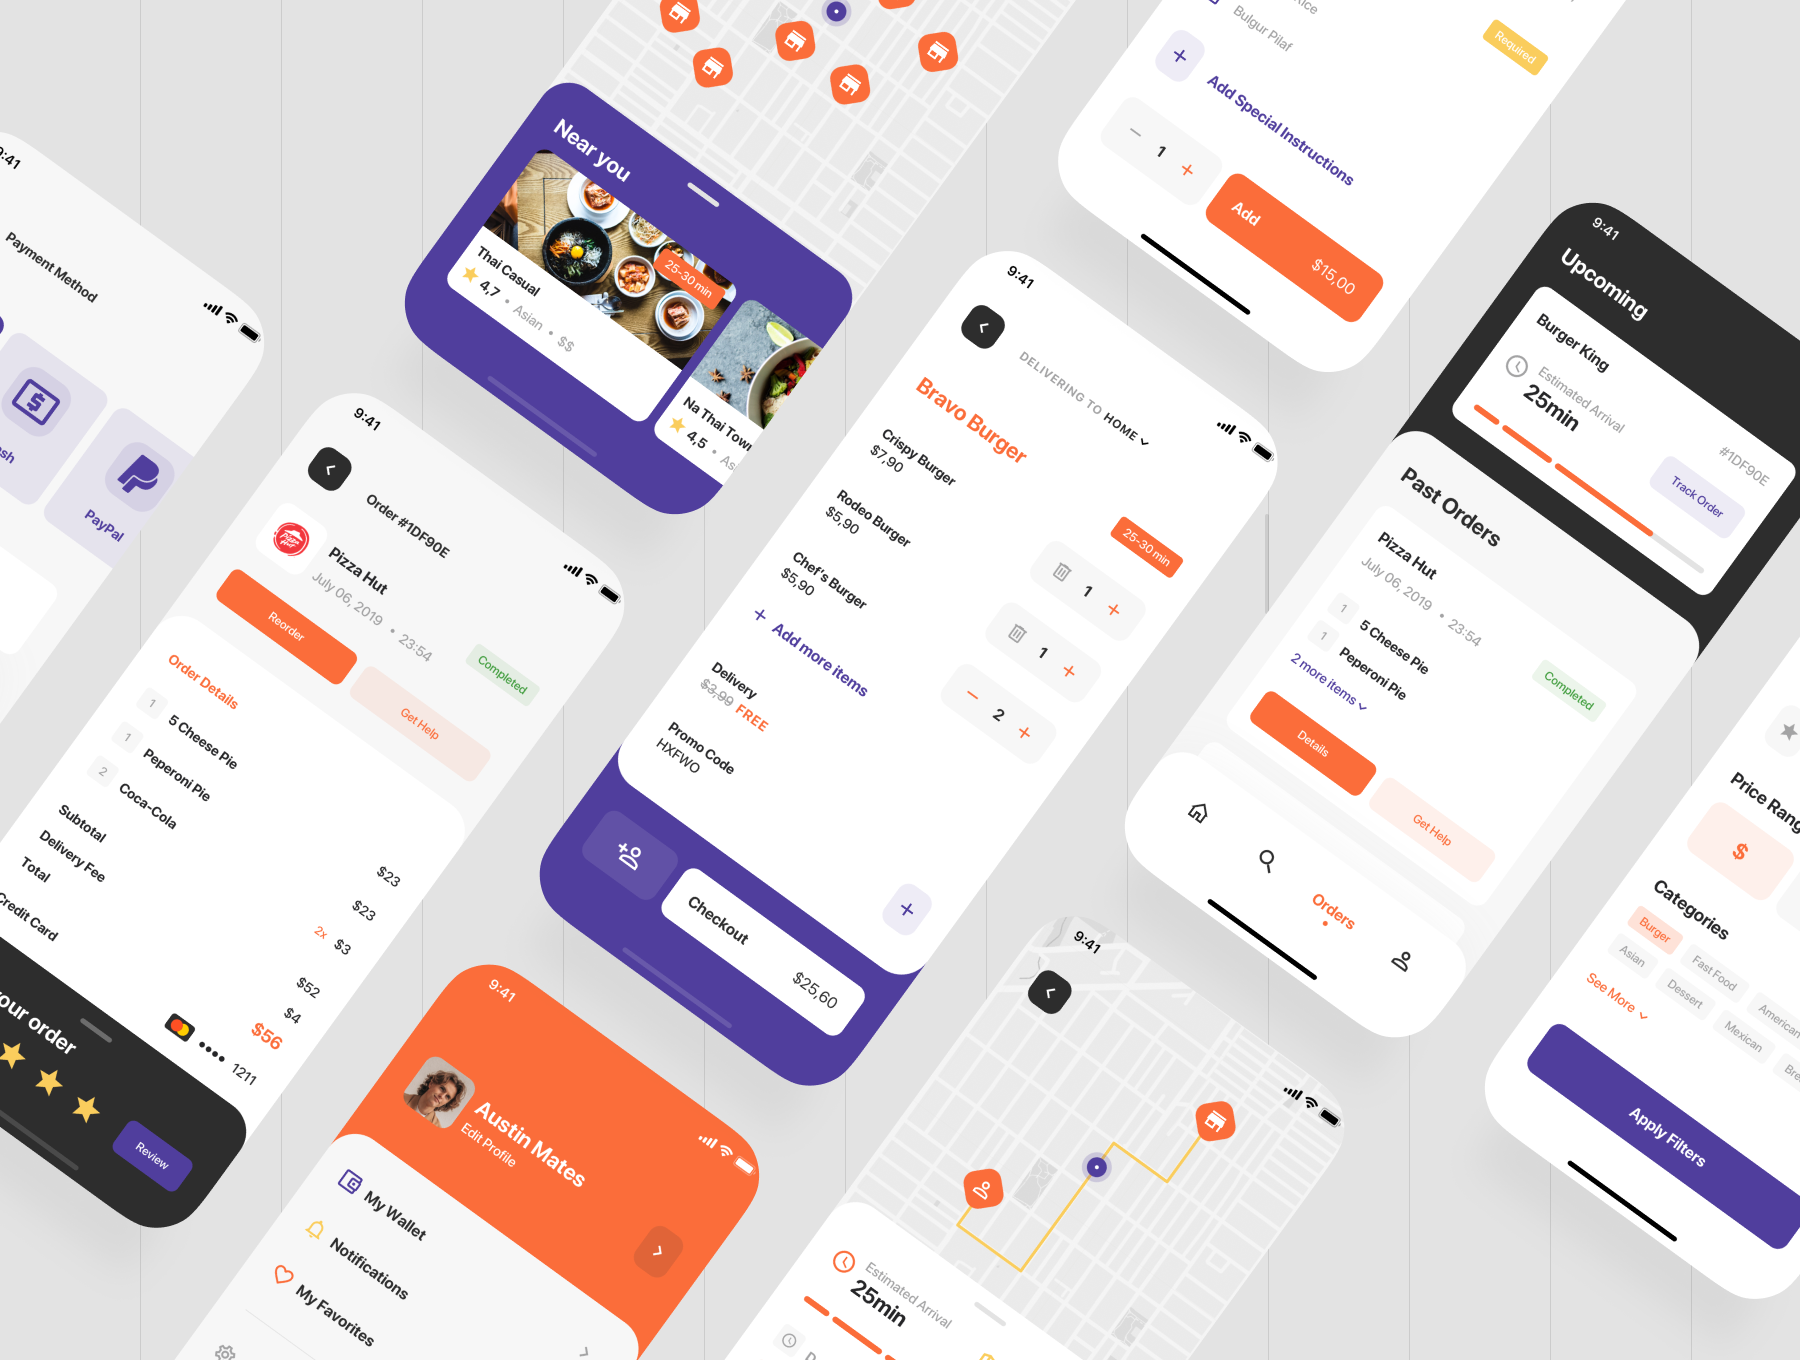 9:41
Payment Method
PayPal
9:41
Order #1DF90E
Pizza Hut
Pizza Hut
July 06, 2019 • 23:54
Completed
Reorder
Get Help
Order Details
1 5 Cheese Pie $23
1 Peperoni Pie $23
2 Coca-Cola 2x $3
Subtotal $52
Delivery Fee $4
Total $56
Credit Card •••• 1211
your order
Review
Near you
25-30 min
Thai Casual
4,7 • Asian • $$
Na Thai Town
4,5
9:41
Austin Mates
Edit Profile
My Wallet
Notifications
My Favorites
9:41
DELIVERING TO HOME
Bravo Burger
25-30 min
Crispy Burger
$7,90
1
Rodeo Burger
$5,90
1
Chef's Burger
$5,90
2
Add more items
Delivery
$3,99 FREE
Promo Code
HXFWO
Checkout
$25,60
9:41
Estimated Arrival
25min
Bulgur Pilaf
Required
Add Special Instructions
1
Add
$15,00
9:41
Upcoming
Burger King
Estimated Arrival
25min
#1DF90E
Track Order
Past Orders
Pizza Hut
July 06, 2019 • 23:54
Completed
1 5 Cheese Pie
1 Peperoni Pie
2 more items
Details
Get Help
Orders
Price Rang
$
Categories
Burger
Fast Food
American
Asian
Dessert
Mexican
See More
Apply Filters